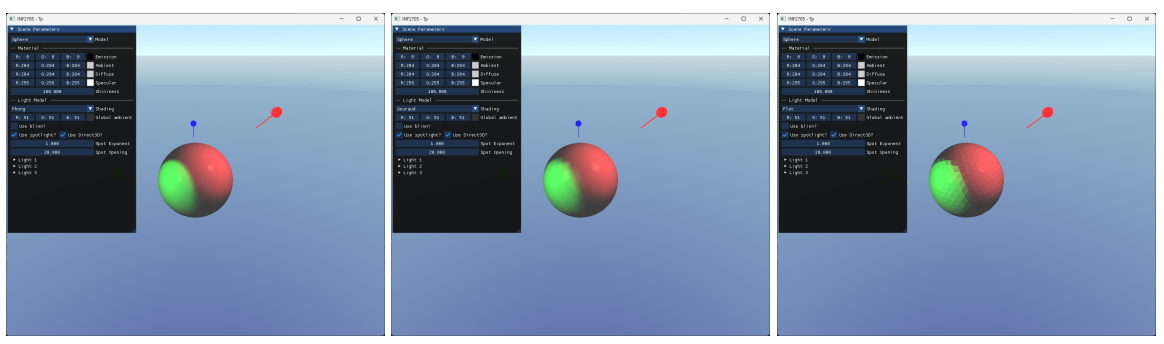 INF2705 - Tp
Scene Parameters
Sphere Model
Material
R: 0 G: 0 B: 0 Emission
R:204 G:204 B:204 Ambient
R:204 G:204 B:204 Diffuse
R:255 G:255 B:255 Specular
100.000 Shininess
Light Model
Phong Shading
R: 51 G: 51 B: 51 Global ambient
Use blinn?
Use spotlight? Use Direct3D?
1.000 Spot Exponent
20.000 Spot Opening
Light 1
Light 2
Light 3
INF2705 - Tp
Scene Parameters
Sphere Model
Material
R: 0 G: 0 B: 0 Emission
R:204 G:204 B:204 Ambient
R:204 G:204 B:204 Diffuse
R:255 G:255 B:255 Specular
100.000 Shininess
Light Model
Gouraud Shading
R: 51 G: 51 B: 51 Global ambient
Use blinn?
Use spotlight? Use Direct3D?
1.000 Spot Exponent
20.000 Spot Opening
Light 1
Light 2
Light 3
INF2705 - Tp
Scene Parameters
Sphere Model
Material
R: 0 G: 0 B: 0 Emission
R:204 G:204 B:204 Ambient
R:204 G:204 B:204 Diffuse
R:255 G:255 B:255 Specular
100.000 Shininess
Light Model
Flat Shading
R: 51 G: 51 B: 51 Global ambient
Use blinn?
Use spotlight? Use Direct3D?
1.000 Spot Exponent
20.000 Spot Opening
Light 1
Light 2
Light 3